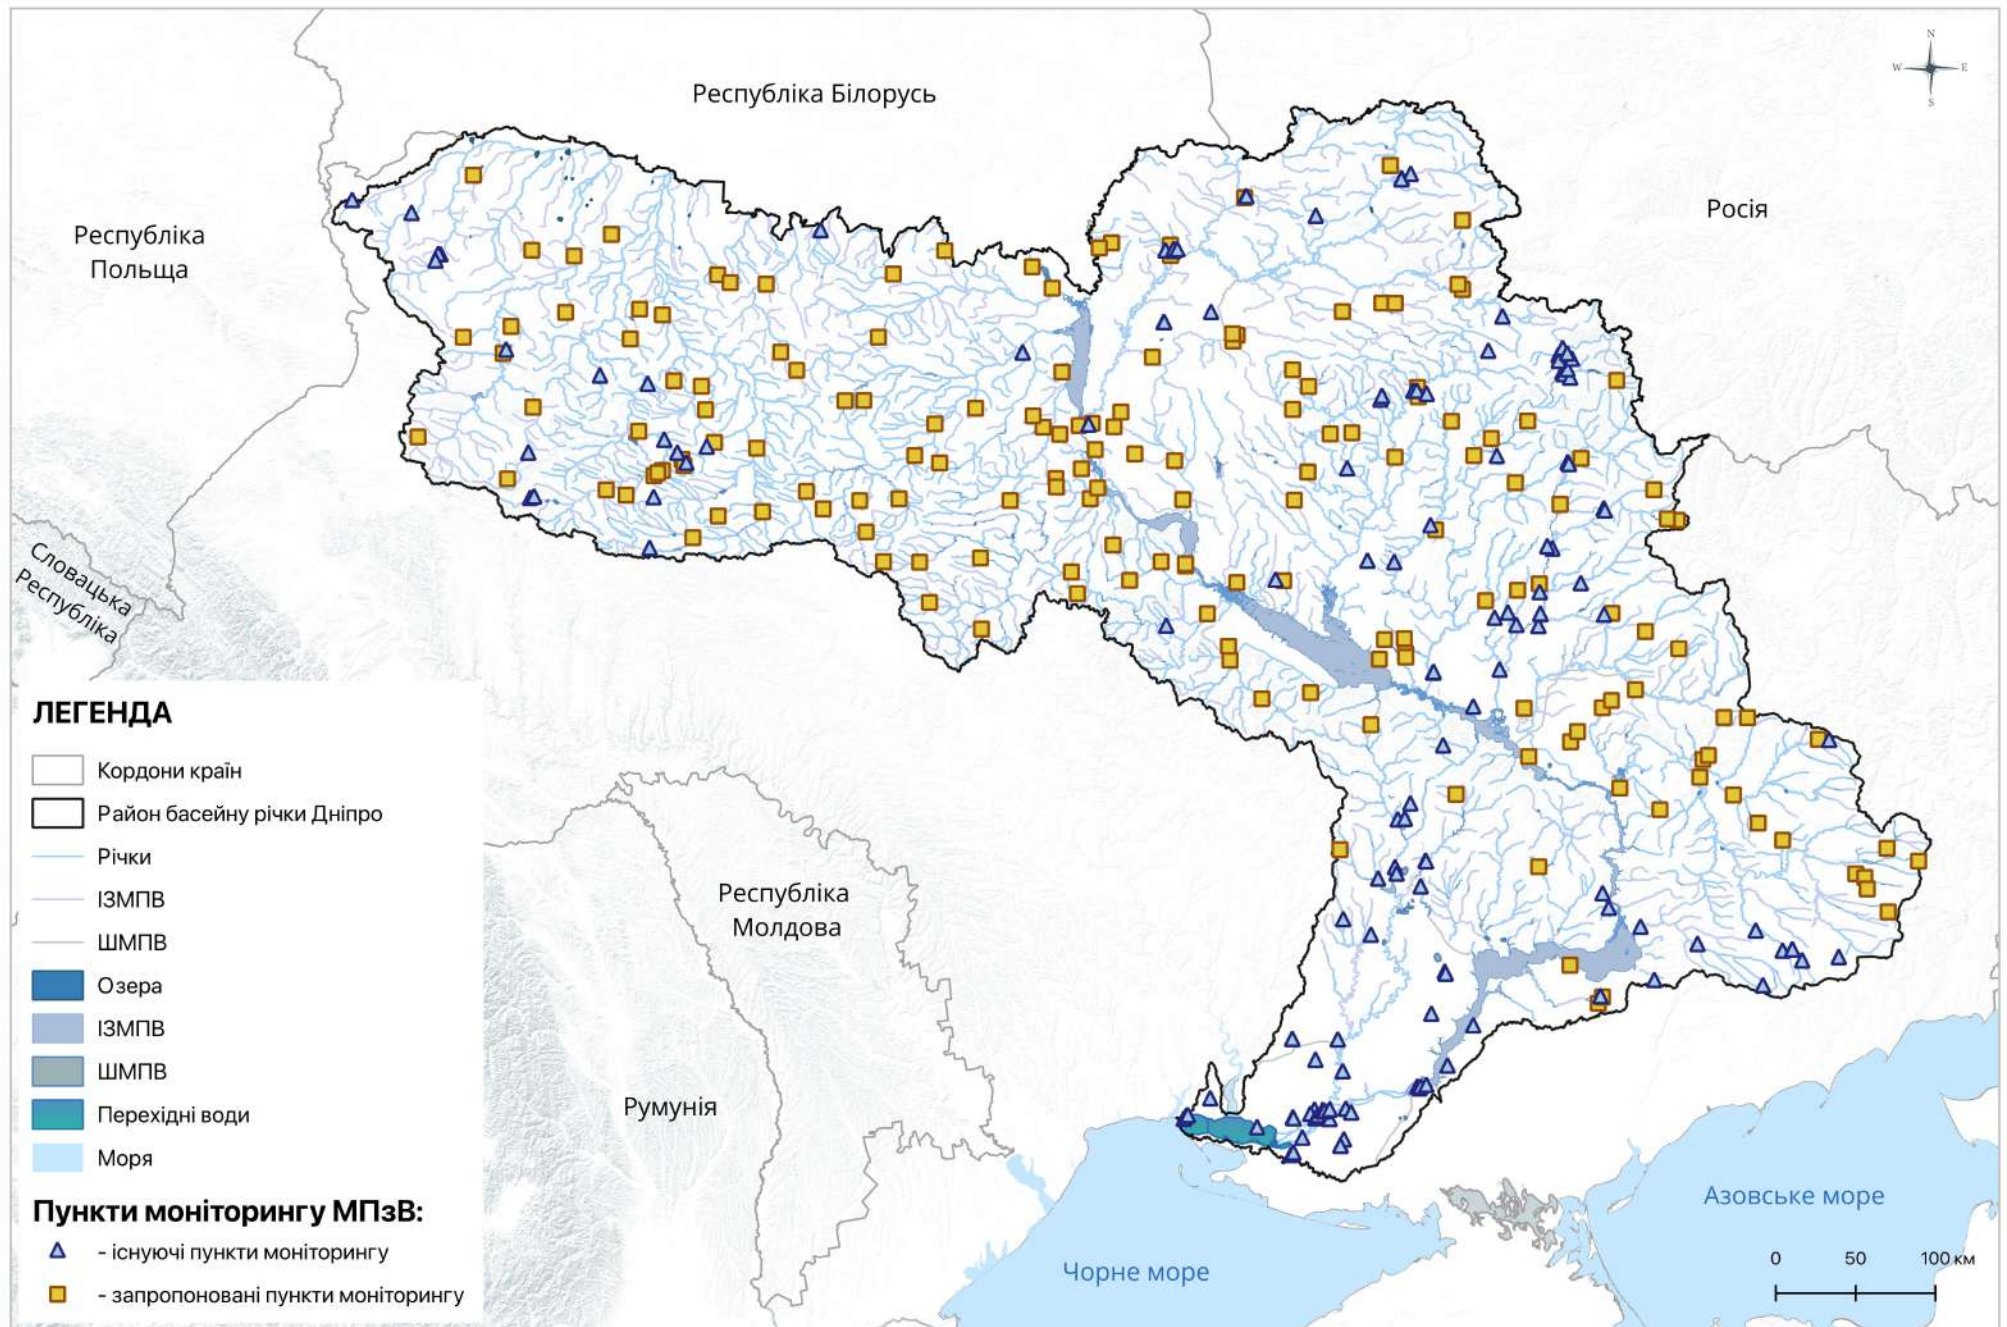 N
W
E
S
Республіка Білорусь
Росія
Республіка
Польща
Словацька
Республіка
Республіка
Молдова
Румунія
Чорне море
Азовське море
0
50
100 км
ЛЕГЕНДА
Кордони країн
Район басейну річки Дніпро
Річки
ІЗМПВ
ШМПВ
Озера
ІЗМПВ
ШМПВ
Перехідні води
Моря
Пункти моніторингу МПзВ:
- існуючі пункти моніторингу
- запропоновані пункти моніторингу